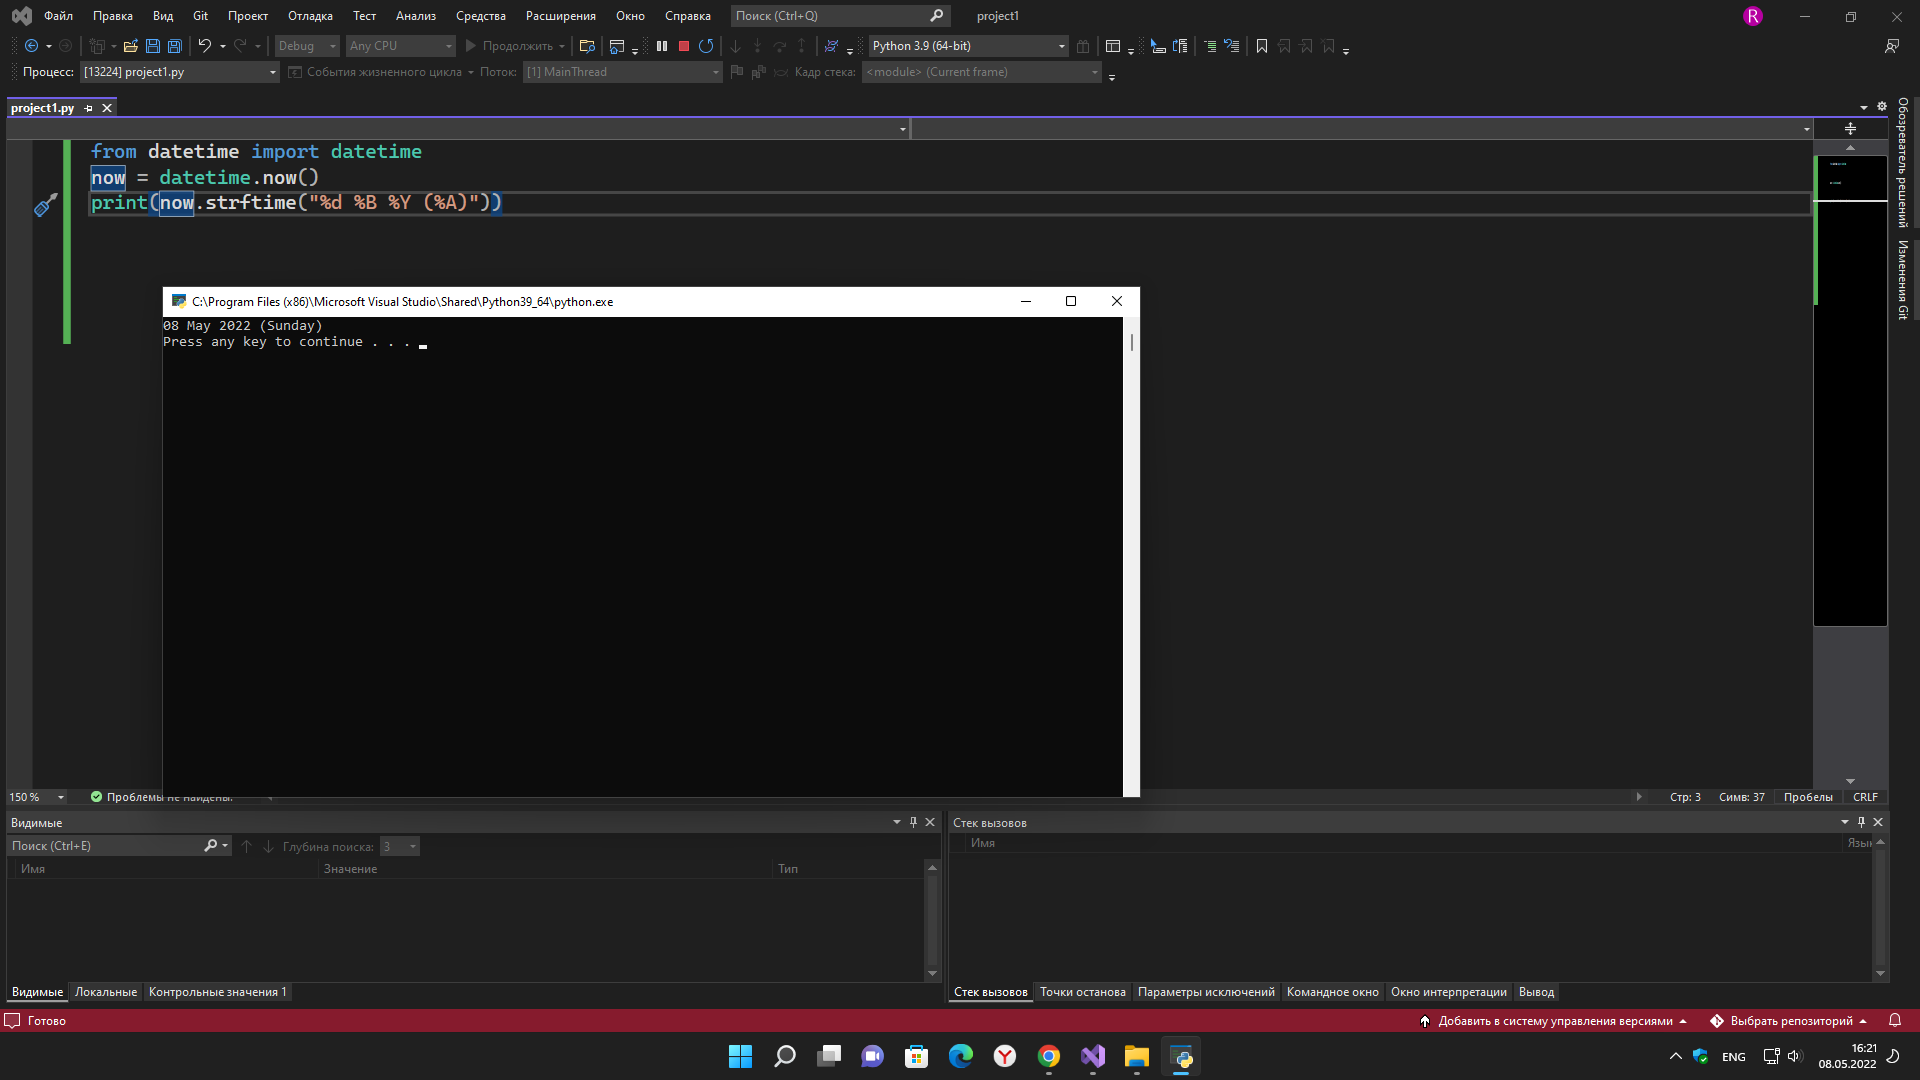 Файл Правка Вид Git Проект Отладка Тест Анализ Средства Расширения Окно Справка Поиск (Ctrl+Q) project1 R
Debug Any CPU Продолжить Python 3.9 (64-bit)
Процесс: [13224] project1.py События жизненного цикла Поток: [1] MainThread Кадр стека: <module> (Current frame)
project1.py
from datetime import datetime
now = datetime.now()
print(now.strftime("%d %B %Y (%A)"))
Обозреватель решений
Изменения Git
C:\Program Files (x86)\Microsoft Visual Studio\Shared\Python39_64\python.exe
08 May 2022 (Sunday)
Press any key to continue . . .
150 % Проблемы не найдены. Стр: 3 Симв: 37 Пробелы CRLF
Видимые
Поиск (Ctrl+E) Глубина поиска: 3
Имя Значение Тип
Видимые Локальные Контрольные значения 1
Стек вызовов
Имя Язык
Стек вызовов Точки останова Параметры исключений Командное окно Окно интерпретации Вывод
Готово Добавить в систему управления версиями Выбрать репозиторий
ENG 16:21
08.05.2022